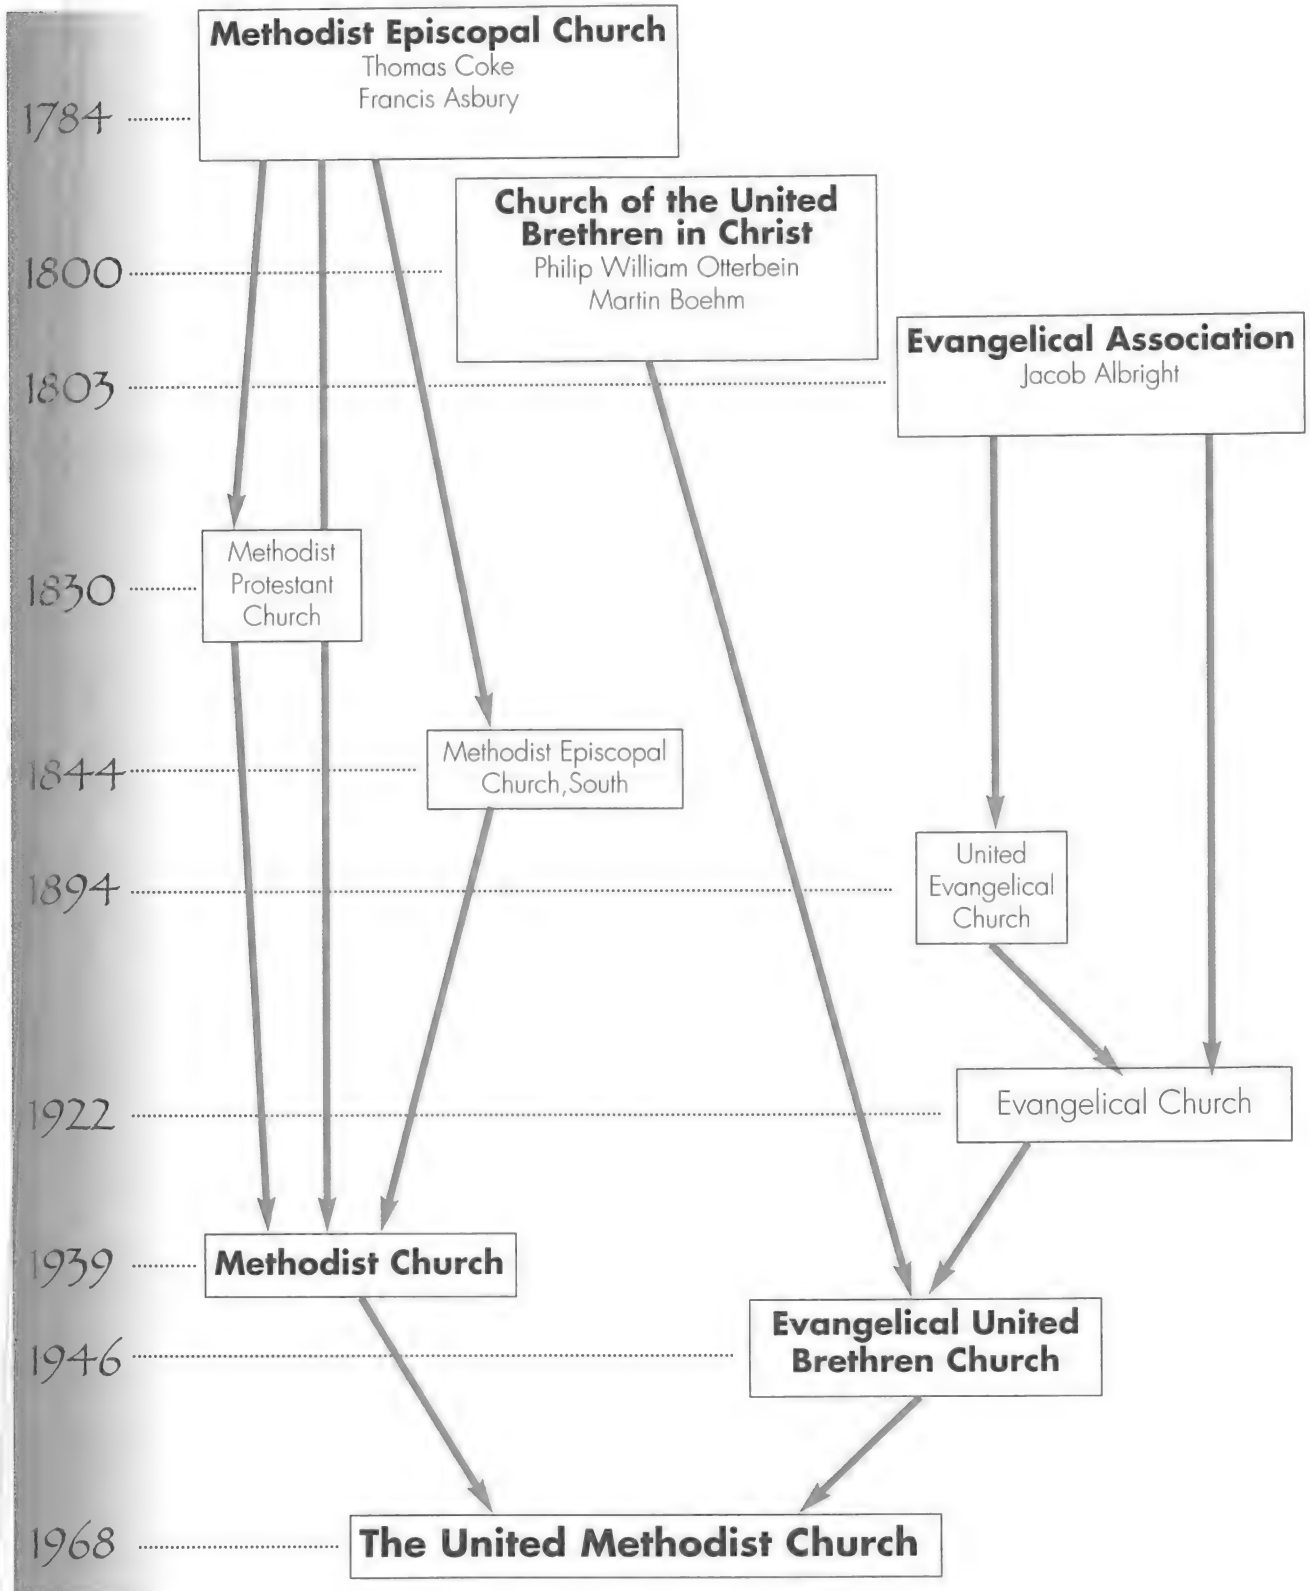 Methodist Episcopal Church
Thomas Coke
Francis Asbury
1784
Church of the United
Brethren in Christ
Philip William Otterbein
Martin Boehm
1800
Evangelical Association
Jacob Albright
1803
Methodist
Protestant
Church
1830
Methodist Episcopal
Church, South
1844
United
Evangelical
Church
1894
Evangelical Church
1922
Methodist Church
1939
Evangelical United
Brethren Church
1946
The United Methodist Church
1968